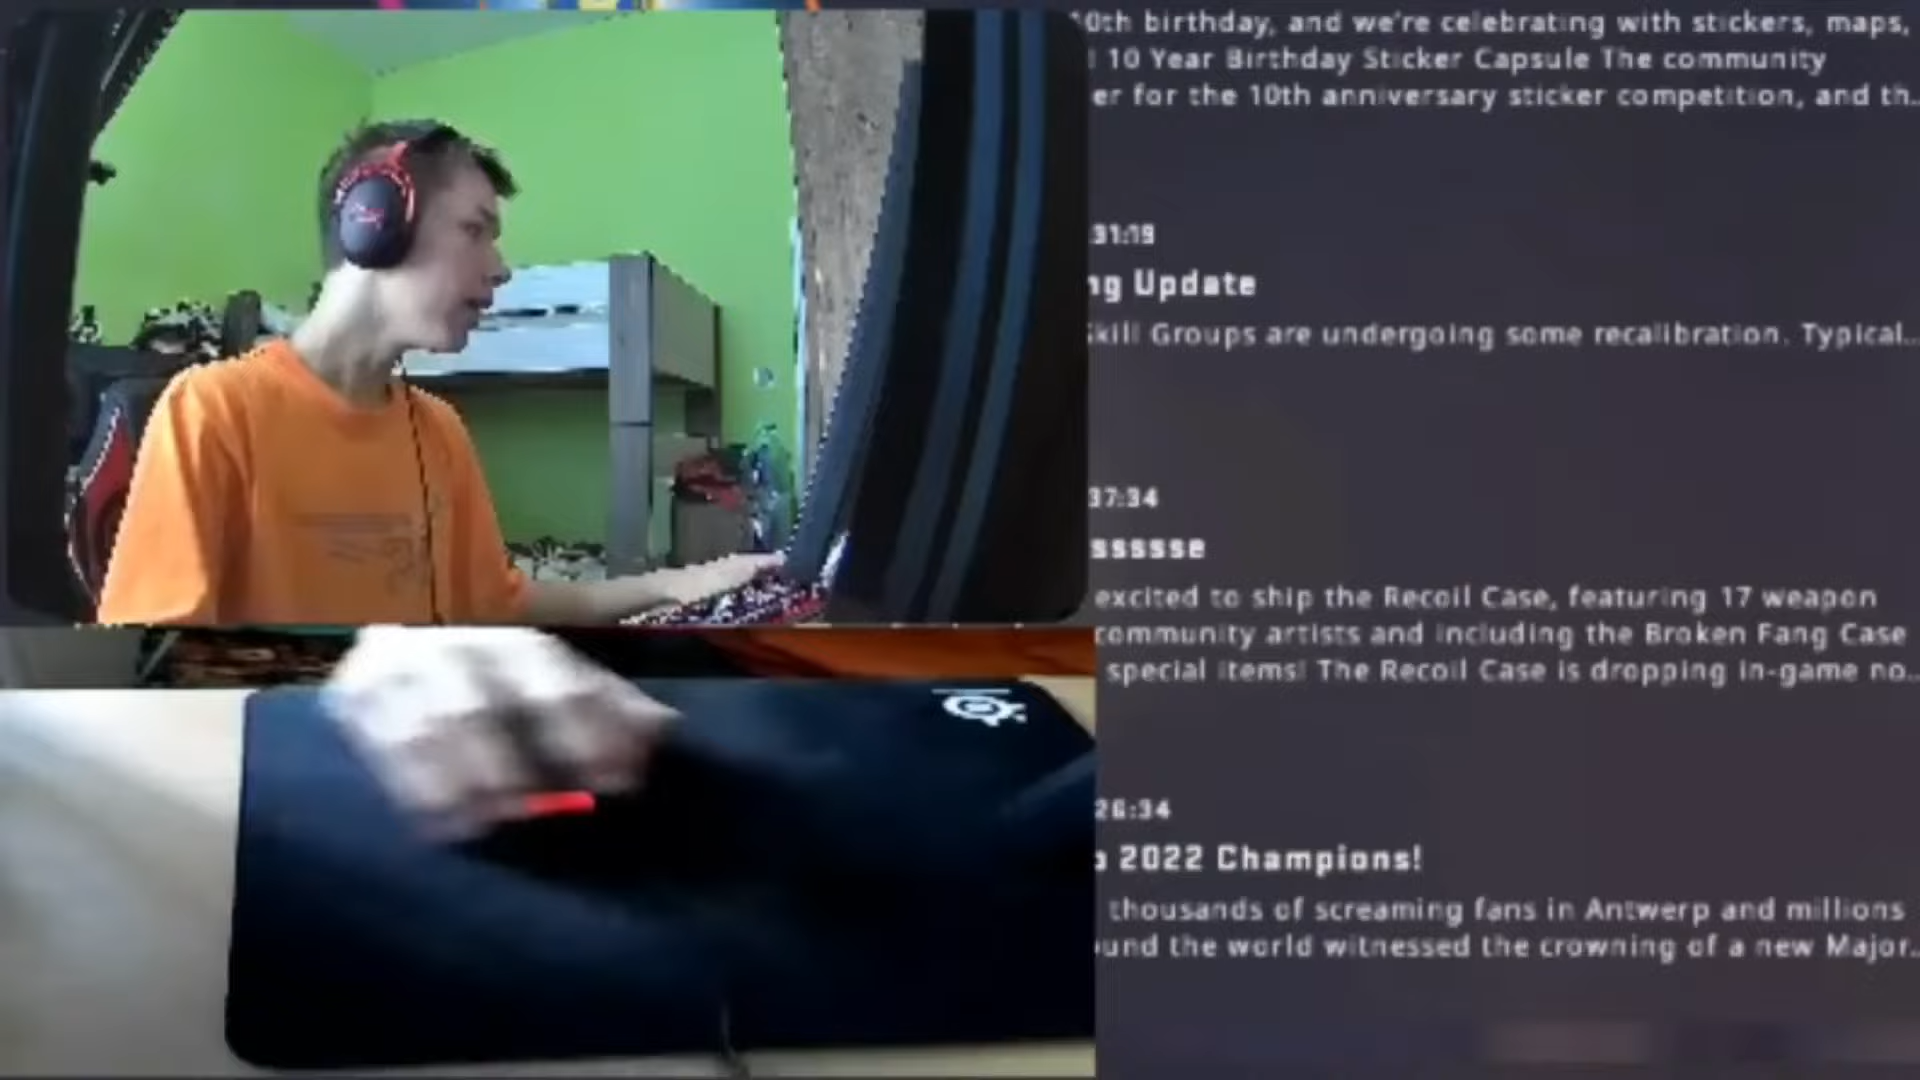 10th birthday, and we're celebrating with stickers, maps,
10 Year Birthday Sticker Capsule The community
er for the 10th anniversary sticker competition, and th...
31:19
ng Update
Skill Groups are undergoing some recalibration. Typical...
37:34
sssssse
excited to ship the Recoil Case, featuring 17 weapon
community artists and including the Broken Fang Case
special items! The Recoil Case is dropping in-game no...
26:34
2022 Champions!
thousands of screaming fans in Antwerp and millions
ound the world witnessed the crowning of a new Major...